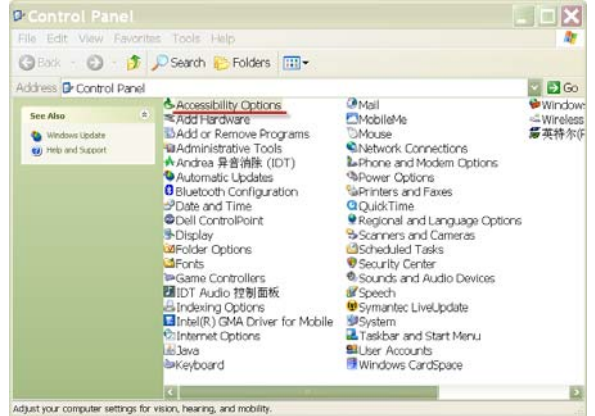 Control Panel
File Edit View Favorites Tools Help
Back Search Folders
Address Control Panel Go
See Also
Windows Update
Help and Support
Accessibility Options
Add Hardware
Add or Remove Programs
Administrative Tools
Andrea 异音消除 (IDT)
Automatic Updates
Bluetooth Configuration
Date and Time
Dell ControlPoint
Display
Folder Options
Fonts
Game Controllers
IDT Audio 控制面板
Indexing Options
Intel(R) GMA Driver for Mobile
Internet Options
Java
Keyboard
Mail
MobileMe
Mouse
Network Connections
Phone and Modem Options
Power Options
Printers and Faxes
QuickTime
Regional and Language Options
Scanners and Cameras
Scheduled Tasks
Security Center
Sounds and Audio Devices
Speech
Symantec LiveUpdate
System
Taskbar and Start Menu
User Accounts
Windows CardSpace
Window
Wireless
英特尔(F
Adjust your computer settings for vision, hearing, and mobility.